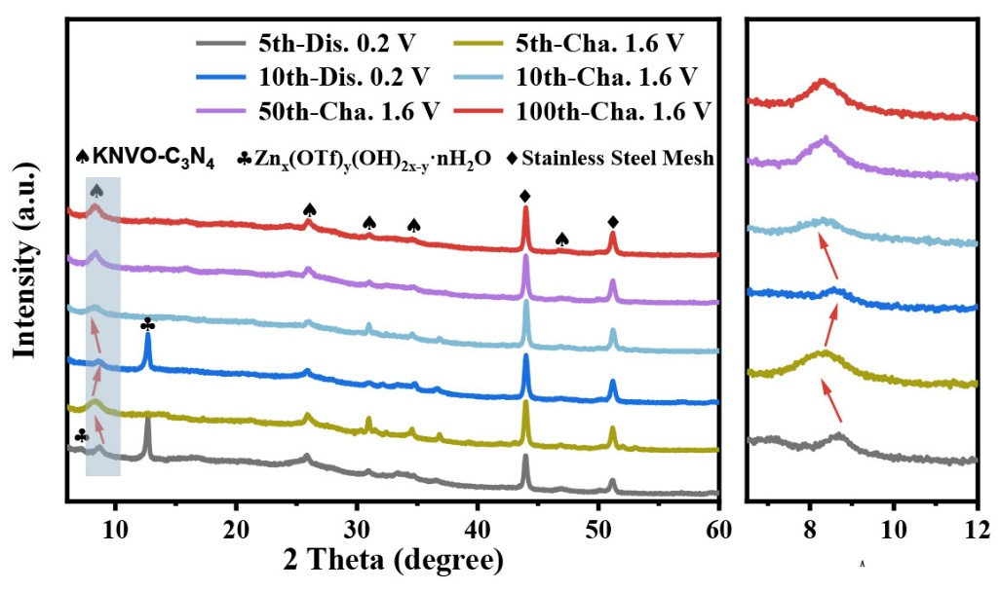 5th-Dis. 0.2 V 5th-Cha. 1.6 V
10th-Dis. 0.2 V 10th-Cha. 1.6 V
50th-Cha. 1.6 V 100th-Cha. 1.6 V
♠KNVO-C₃N₄ ♣Znₓ(OTf)ᵧ(OH)₂ₓ₋ᵧ·nH₂O ♦Stainless Steel Mesh
Intensity (a.u.)
10 20 30 40 50 60
8 10 12
2 Theta (degree)